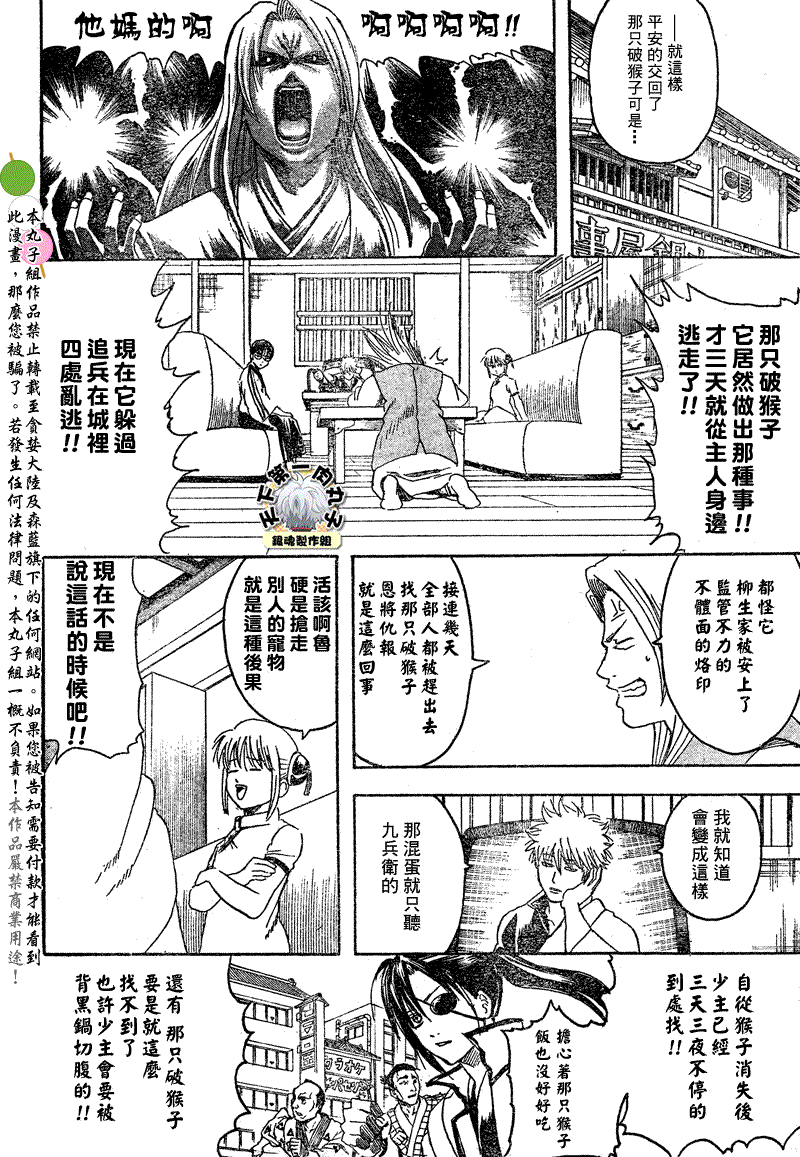 ——就這樣
平安的交回了
那只破猴子可是…
他媽的啊
啊啊啊啊!!
那只破猴子
它居然做出那種事!!
才三天就從主人身邊
逃走了!!
現在它躲過
追兵在城裡
四處亂逃!!
天下第一肉丸子
銀魂製作組
都怪它
柳生家被安上了
監管不力的
不體面的烙印
接連幾天
全部人都被趕出去
找那只破猴子
恩將仇報
就是這麼回事
活該啊魯
硬是搶走
別人的寵物
就是這種後果
現在不是
說這話的時候吧!!
我就知道
會變成這樣
那混蛋就只聽
九兵衛的
自從猴子消失後
少主已經
三天三夜不停的
到處找!!
擔心著那只猴子
飯也沒好好吃
カラオケ
還有 那只破猴子
要是就這麼
找不到了
也許少主會要被
背黑鍋切腹的!!
本丸子組作品禁止轉載至貪婪大陸及森藍旗下的任何網站。如果您被告知需要付款才能看到
此漫畫，那麼您被騙了。若發生任何法律問題，本丸子組一概不負責！本作品嚴禁商業用途！